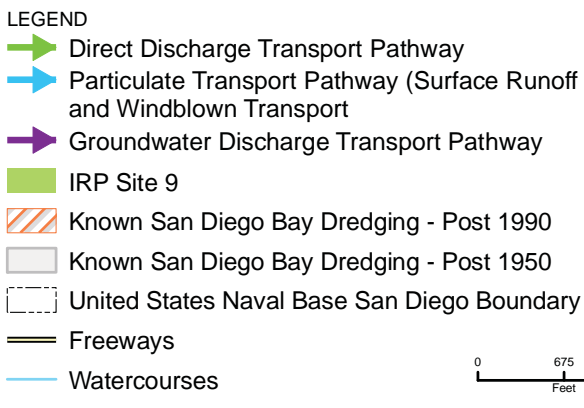 LEGEND
Direct Discharge Transport Pathway
Particulate Transport Pathway (Surface Runoff
and Windblown Transport
Groundwater Discharge Transport Pathway
IRP Site 9
Known San Diego Bay Dredging - Post 1990
Known San Diego Bay Dredging - Post 1950
United States Naval Base San Diego Boundary
Freeways
Watercourses
0 675
Feet